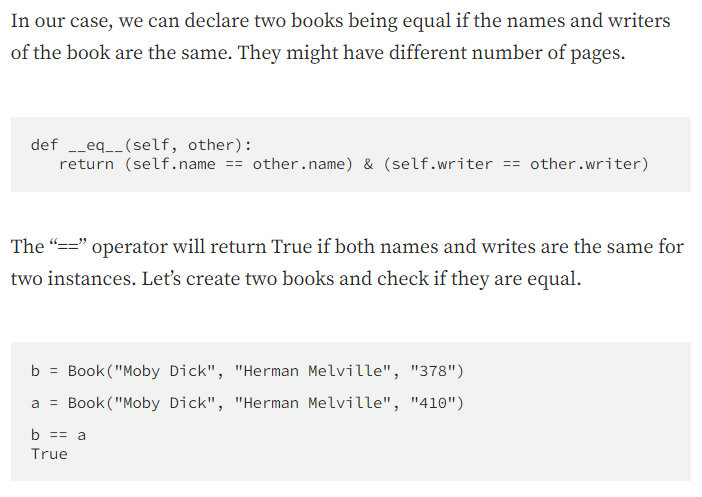 In our case, we can declare two books being equal if the names and writers
of the book are the same. They might have different number of pages.
def __eq__(self, other):
   return (self.name == other.name) & (self.writer == other.writer)
The “==” operator will return True if both names and writes are the same for
two instances. Let’s create two books and check if they are equal.
b = Book("Moby Dick", "Herman Melville", "378")
a = Book("Moby Dick", "Herman Melville", "410")
b == a
True